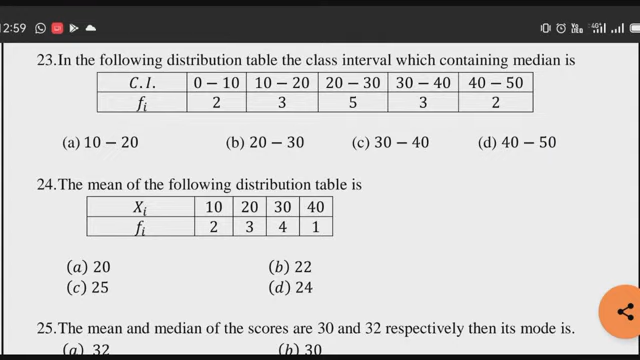 12:59
23.In the following distribution table the class interval which containing median is
C.I. 0 − 10 10 − 20 20 − 30 30 − 40 40 − 50
fᵢ 2 3 5 3 2
(a) 10 − 20 (b) 20 − 30 (c) 30 − 40 (d) 40 − 50
24.The mean of the following distribution table is
Xᵢ 10 20 30 40
fᵢ 2 3 4 1
(a) 20 (b) 22
(c) 25 (d) 24
25.The mean and median of the scores are 30 and 32 respectively then its mode is.
(a) 32 (b) 30